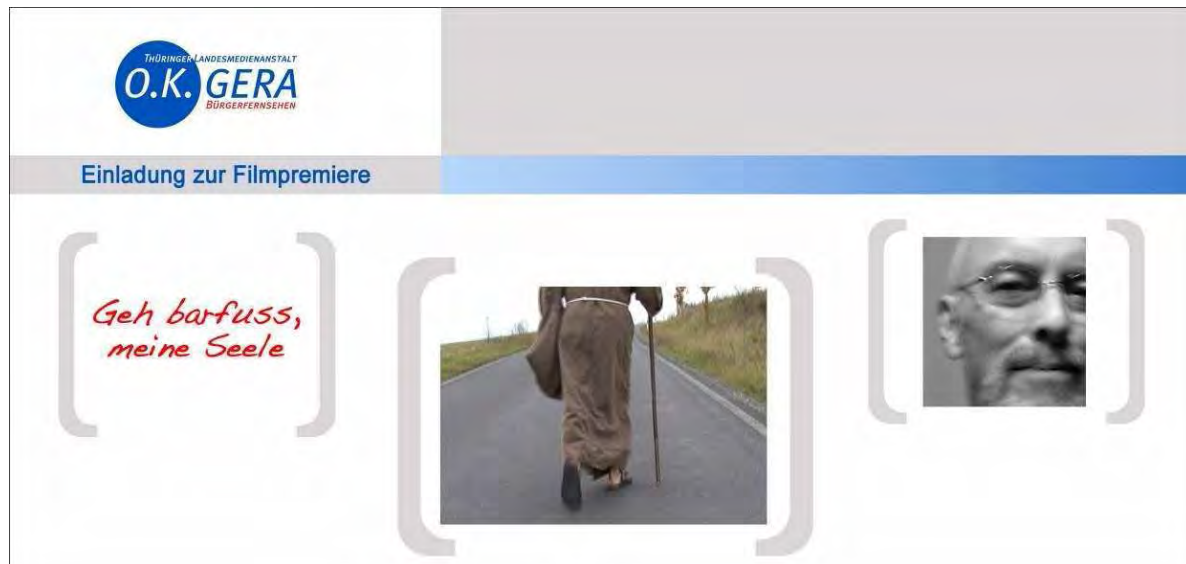 THÜRINGER LANDESMEDIENANSTALT
O.K. GERA
BÜRGERFERNSEHEN
Einladung zur Filmpremiere
Geh barfuss,
meine Seele